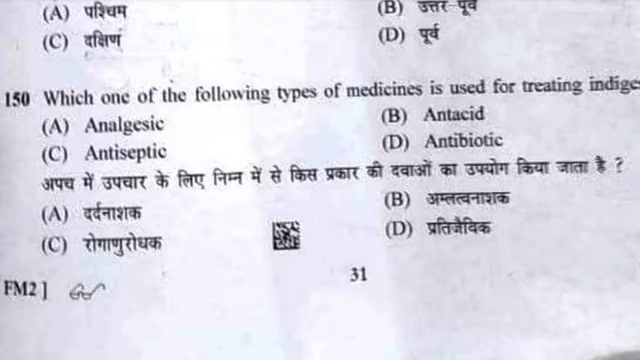 (A) पश्चिम (B) उत्तर-पूर्व
(C) दक्षिण (D) पूर्व
150 Which one of the following types of medicines is used for treating
(A) Analgesic (B) Antacid
(C) Antiseptic (D) Antibiotic
अपच में उपचार के लिए निम्न में से किस प्रकार की दवाओं का उपयोग किया जाता है ?
(A) दर्दनाशक (B) अम्लत्वनाशक
(C) रोगाणुरोधक (D) प्रतिजैविक
31
FM2 ]